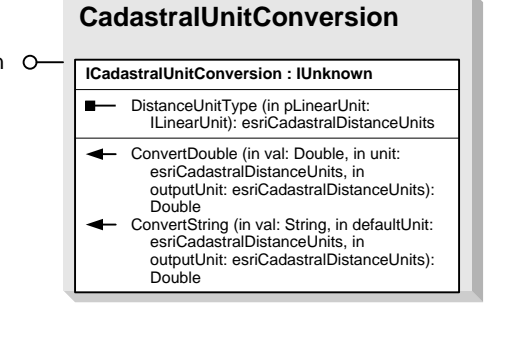 CadastralUnitConversion
n
ICadastralUnitConversion : IUnknown
DistanceUnitType (in pLinearUnit:
ILinearUnit): esriCadastralDistanceUnits
ConvertDouble (in val: Double, in unit:
esriCadastralDistanceUnits, in
outputUnit: esriCadastralDistanceUnits):
Double
ConvertString (in val: String, in defaultUnit:
esriCadastralDistanceUnits, in
outputUnit: esriCadastralDistanceUnits):
Double